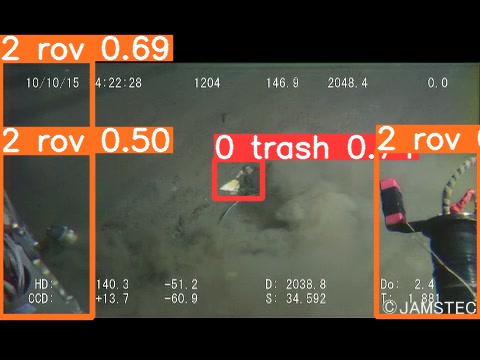 2 rov 0.69
10/10/15 4:22:28 1204 146.9 2048.4 0.0
2 rov 0.50
0 trash
2 rov
HD: 140.3 -51.2 D: 2038.8 Do: 2.4
CCD: +13.7 -60.9 S: 34.592 T: 1.881
©JAMSTEC